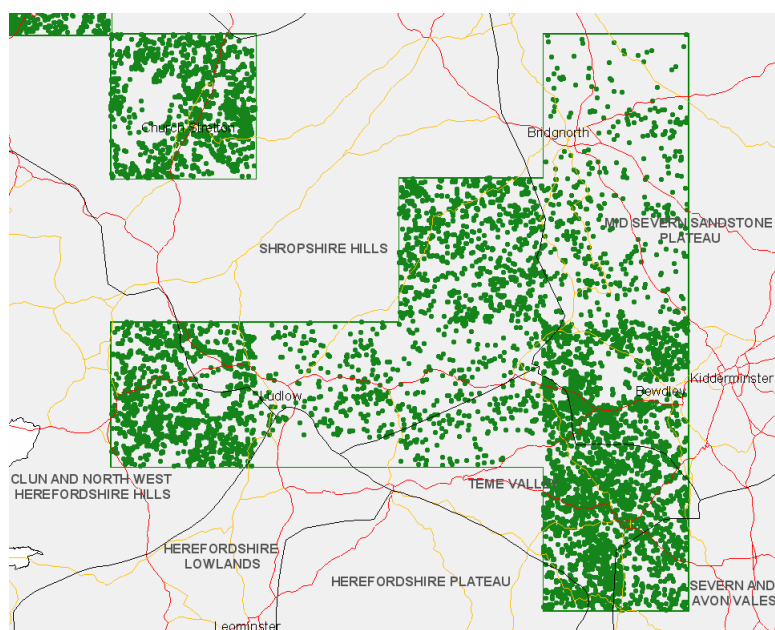 Church Stretton
Bridgnorth
MID SEVERN SANDSTONE
PLATEAU
SHROPSHIRE HILLS
Kidderminster
Bewdley
Ludlow
CLUN AND NORTH WEST
HEREFORDSHIRE HILLS
TEME VALLEY
HEREFORDSHIRE
LOWLANDS
HEREFORDSHIRE PLATEAU
SEVERN AND
AVON VALES
Leominster